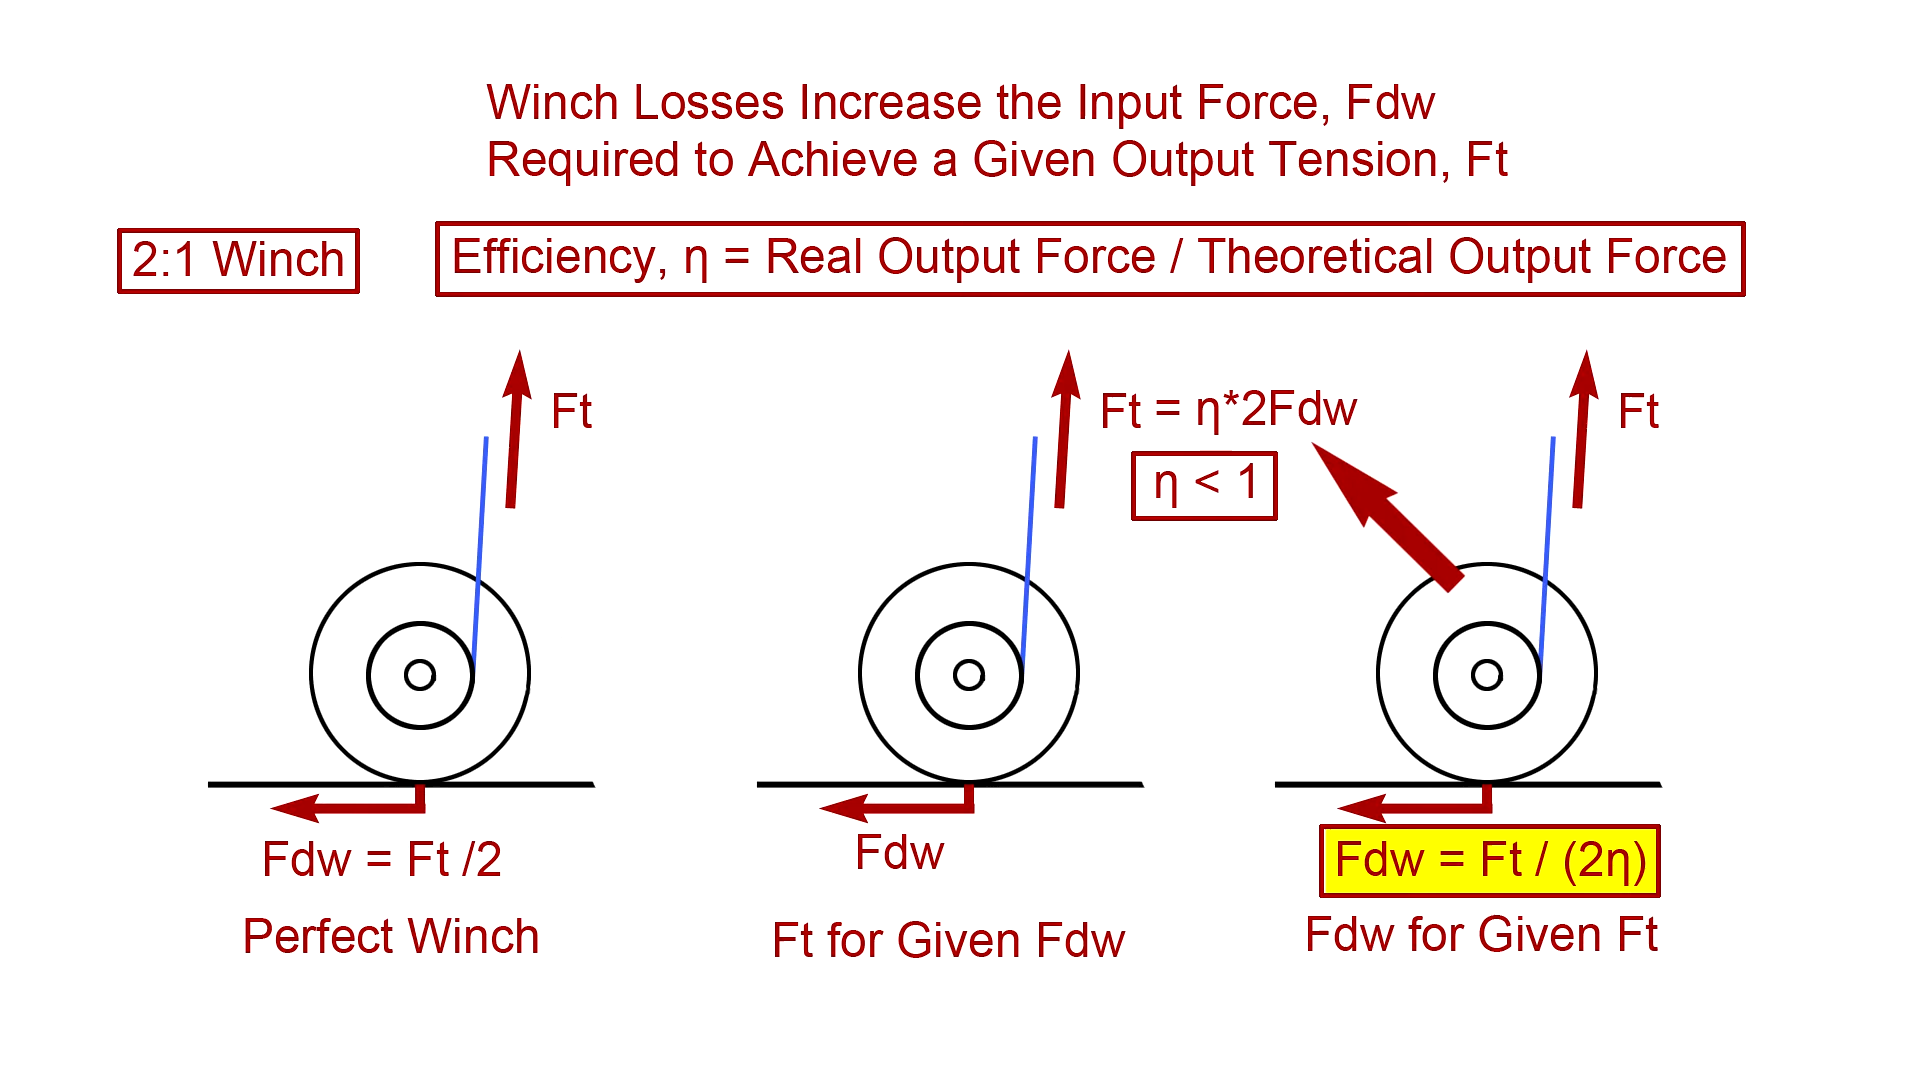 Winch Losses Increase the Input Force, Fdw
Required to Achieve a Given Output Tension, Ft
2:1 Winch
Efficiency, η = Real Output Force / Theoretical Output Force
Ft
Ft = η*2Fdw
η < 1
Ft
Fdw = Ft /2
Fdw
Fdw = Ft / (2η)
Perfect Winch
Ft for Given Fdw
Fdw for Given Ft